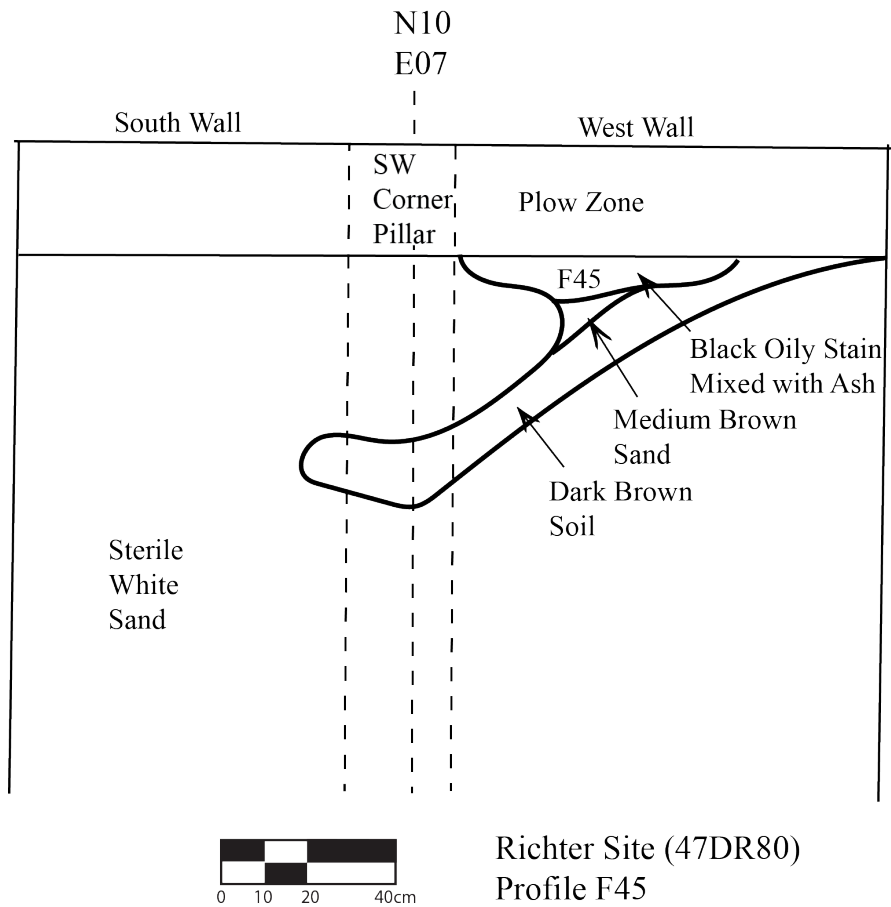 N10
E07
South Wall
West Wall
SW
Corner
Pillar
Plow Zone
F45
Black Oily Stain
Mixed with Ash
Medium Brown
Sand
Dark Brown
Soil
Sterile
White
Sand
0 10 20 40cm
Richter Site (47DR80)
Profile F45